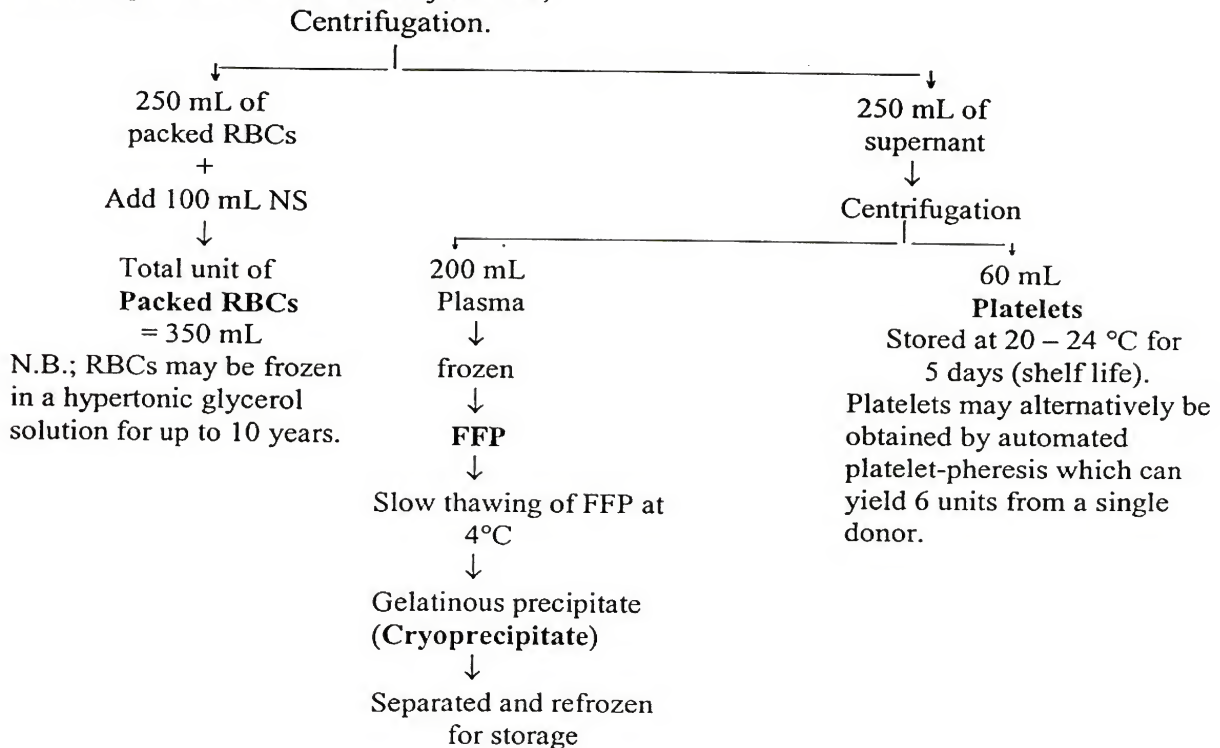 Centrifugation.
250 mL of
packed RBCs
+
Add 100 mL NS
↓
Total unit of
Packed RBCs
= 350 mL
N.B.; RBCs may be frozen
in a hypertonic glycerol
solution for up to 10 years.
250 mL of
supernant
↓
Centrifugation
200 mL
Plasma
↓
frozen
↓
FFP
↓
Slow thawing of FFP at
4°C
↓
Gelatinous precipitate
(Cryoprecipitate)
↓
Separated and refrozen
for storage
60 mL
Platelets
Stored at 20 – 24 °C for
5 days (shelf life).
Platelets may alternatively be
obtained by automated
platelet-pheresis which can
yield 6 units from a single
donor.